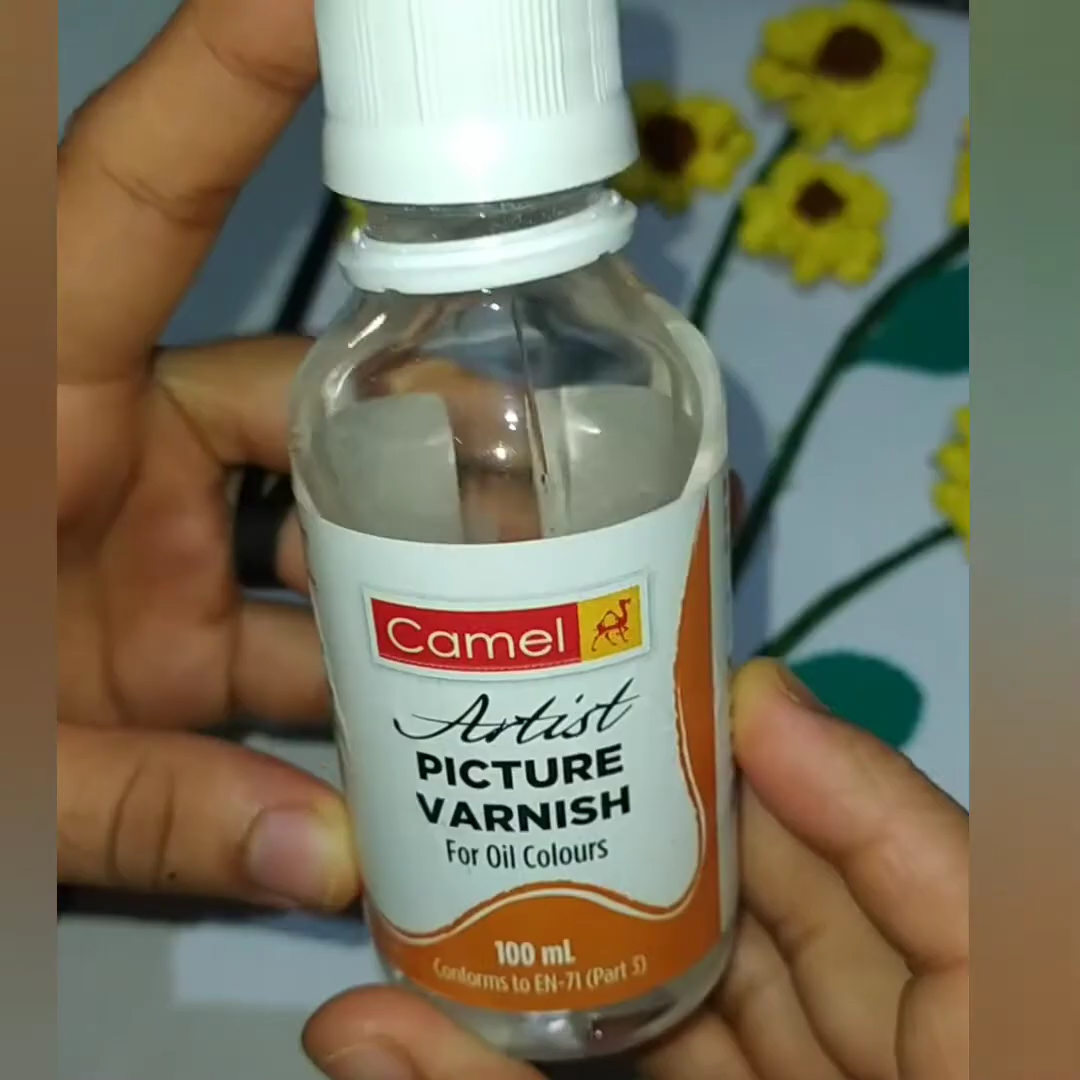 Camel
Artist
PICTURE
VARNISH
For Oil Colours
100 mL
Conforms to EN-71 (Part 3)